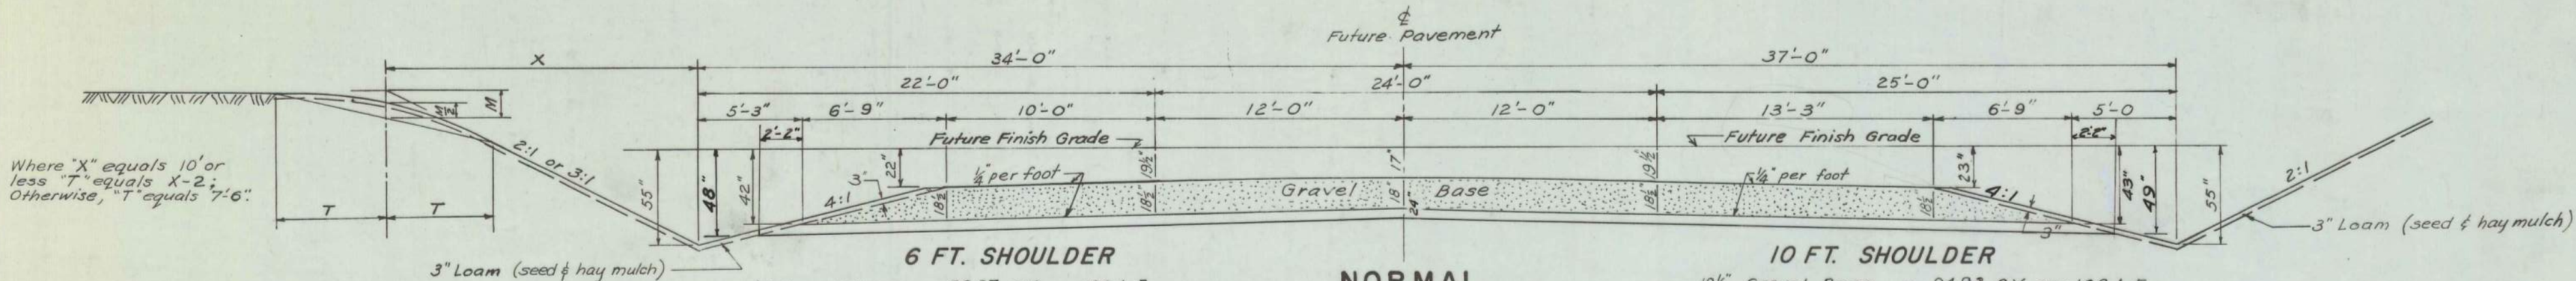 ℄
Future Pavement
X
34'-0"
37'-0"
22'-0"
24'-0"
25'-0"
5'-3"
6'-9"
10'-0"
12'-0"
12'-0"
13'-3"
6'-9"
5'-0
M
M/2
2'-2"
Future Finish Grade
Future Finish Grade
2'-2"
Where "X" equals 10' or
less "T" equals X-2;
Otherwise, "T" equals 7'-6".
T
T
2:1 or 3:1
55"
48"
42"
22"
3"
4:1
18½
¼" per foot
19½"
18½
17"
18"
24"
Gravel Base
19½
18½
¼" per foot
23"
18½
4:1
3"
43"
49"
55"
2:1
3" Loam (seed & hay mulch)
3" Loam (seed & hay mulch)
6 FT. SHOULDER
10 FT. SHOULDER
NORMAL